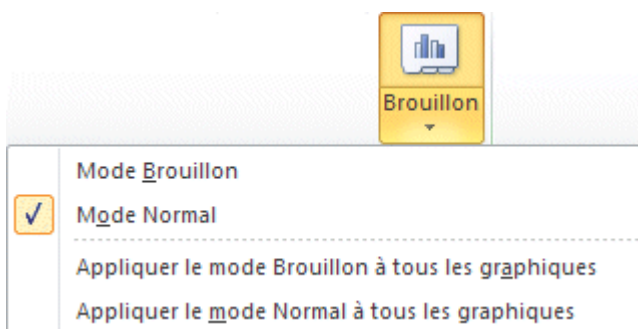 Brouillon
Mode Brouillon
Mode Normal
Appliquer le mode Brouillon à tous les graphiques
Appliquer le mode Normal à tous les graphiques